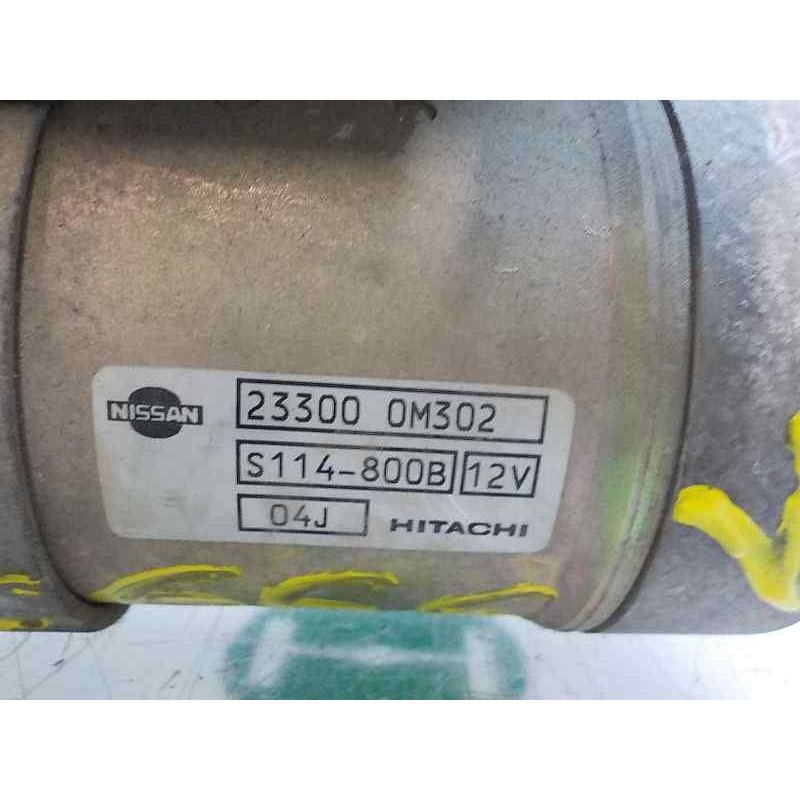 NISSAN
23300 0M302
S114-800B 12V
04J HITACHI